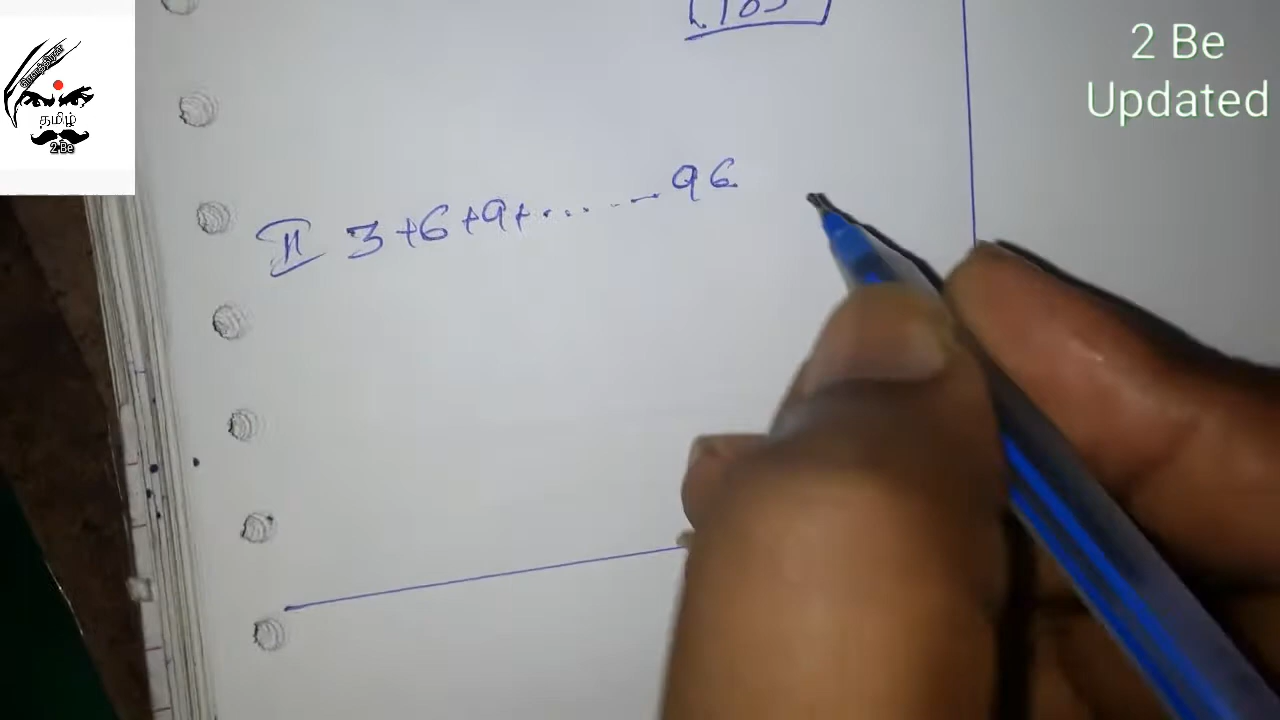 2 Be
Updated
தமிழ்
2 Be
II 3+6+9+........96